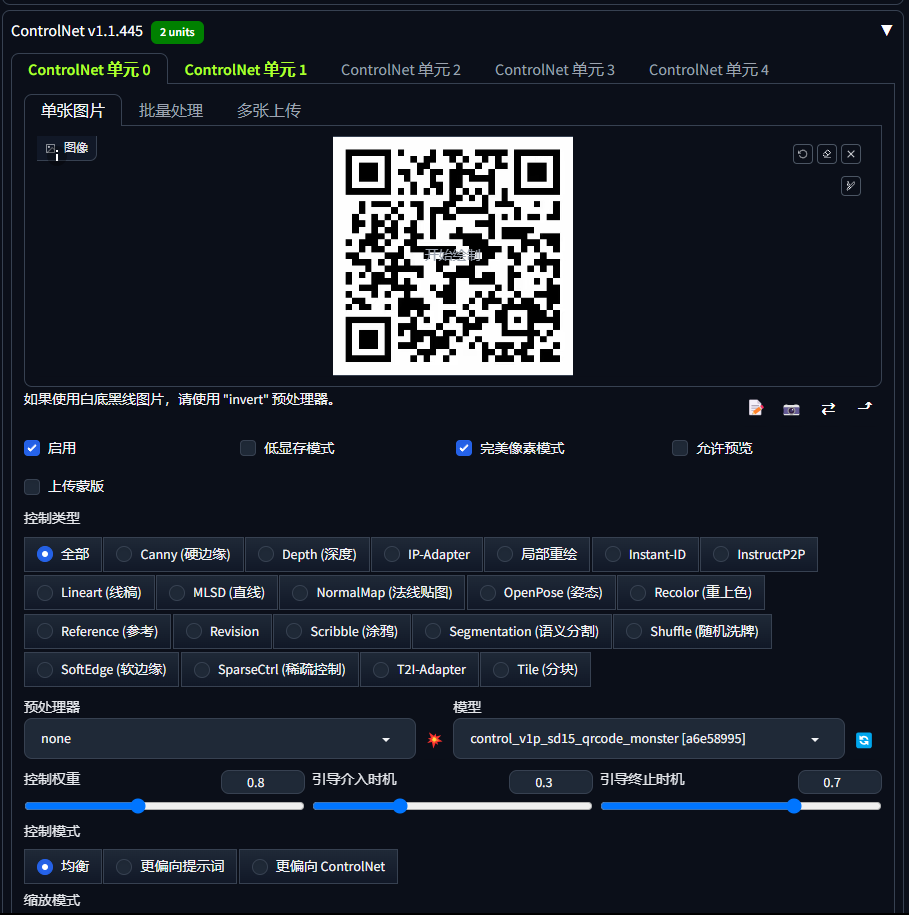 ControlNet v1.1.445 2 units
ControlNet 单元 0 ControlNet 单元 1 ControlNet 单元 2 ControlNet 单元 3 ControlNet 单元 4
单张图片 批量处理 多张上传
图像
开始绘制
如果使用白底黑线图片，请使用 "invert" 预处理器。
启用 低显存模式 完美像素模式 允许预览
上传蒙版
控制类型
全部 Canny (硬边缘) Depth (深度) IP-Adapter 局部重绘 Instant-ID InstructP2P
Lineart (线稿) MLSD (直线) NormalMap (法线贴图) OpenPose (姿态) Recolor (重上色)
Reference (参考) Revision Scribble (涂鸦) Segmentation (语义分割) Shuffle (随机洗牌)
SoftEdge (软边缘) SparseCtrl (稀疏控制) T2I-Adapter Tile (分块)
预处理器 模型
none control_v1p_sd15_qrcode_monster [a6e58995]
控制权重 0.8 引导介入时机 0.3 引导终止时机 0.7
控制模式
均衡 更偏向提示词 更偏向 ControlNet
缩放模式